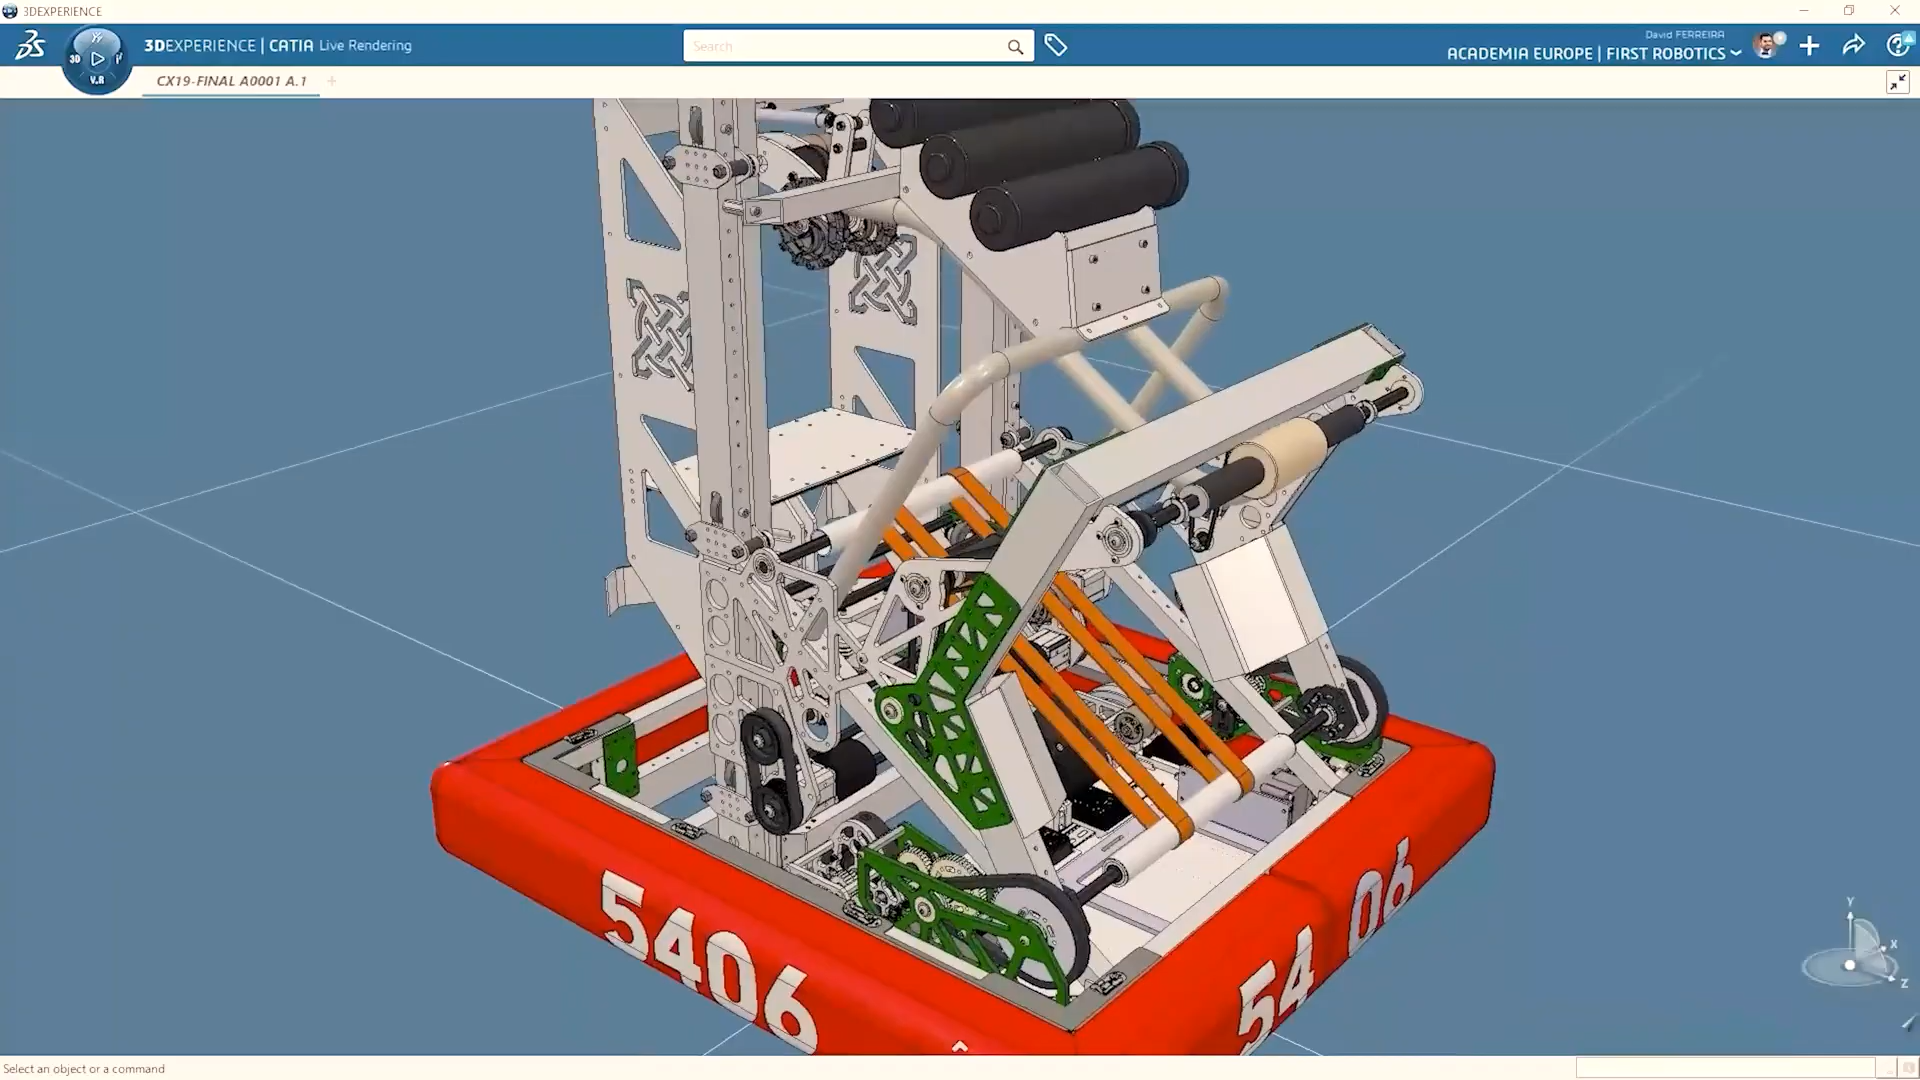 3DEXPERIENCE
3DEXPERIENCE | CATIA Live Rendering
Search
David FERREIRA
ACADEMIA EUROPE | FIRST ROBOTICS
3D
V.R
CX19-FINAL A0001 A.1
5406
54 06
Y
X
Z
Select an object or a command